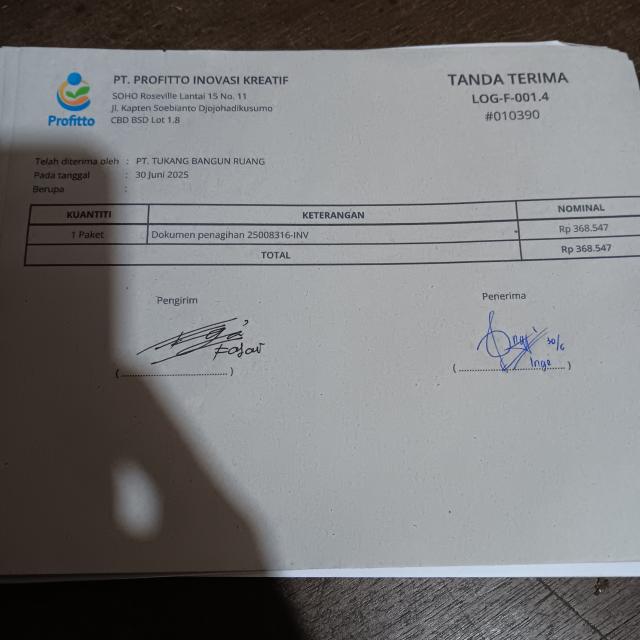 PT. PROFITTO INOVASI KREATIF
SOHO Roseville Lantai 15 No. 11
Jl. Kapten Soebianto Djojohadikusumo
CBD BSD Lot 1.8
Profitto
TANDA TERIMA
LOG-F-001.4
#010390
Telah diterima oleh : PT. TUKANG BANGUN RUANG
Pada tanggal : 30 Juni 2025
Berupa :
KUANTITI KETERANGAN NOMINAL
1 Paket Dokumen penagihan 25008316-INV Rp 368.547
TOTAL Rp 368.547
Pengirim Penerima
Fajar
30/6
Inge
(........................) (........................)